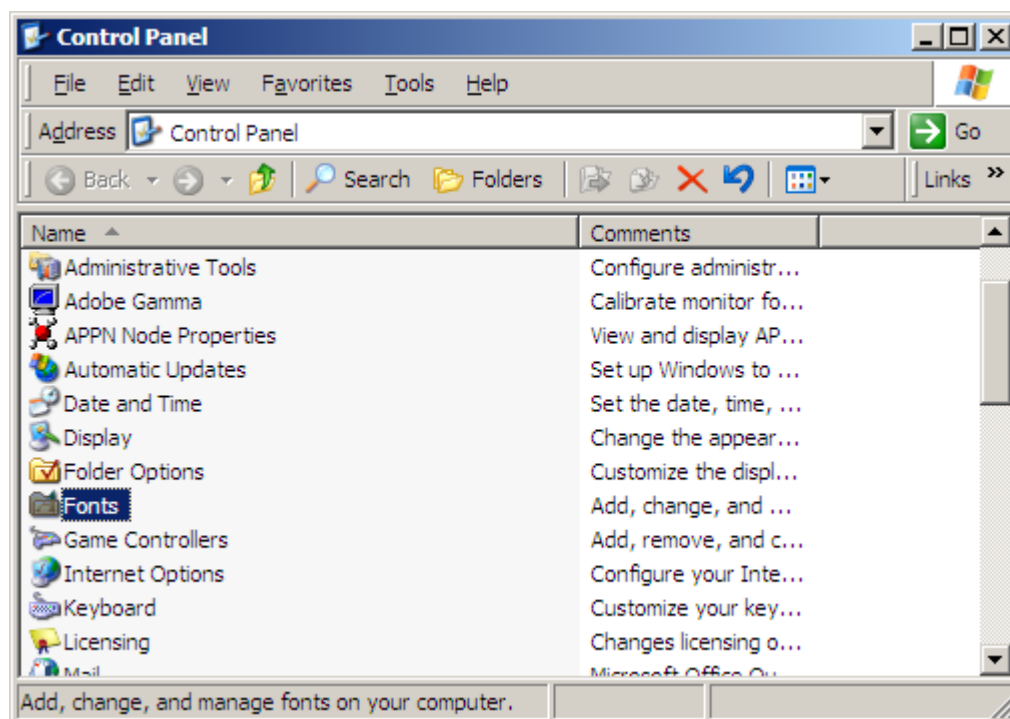 Control Panel
File Edit View Favorites Tools Help
Address Control Panel Go
Back Search Folders Links »
Name Comments
Administrative Tools Configure administr...
Adobe Gamma Calibrate monitor fo...
APPN Node Properties View and display AP...
Automatic Updates Set up Windows to ...
Date and Time Set the date, time, ...
Display Change the appear...
Folder Options Customize the displ...
Fonts Add, change, and ...
Game Controllers Add, remove, and c...
Internet Options Configure your Inte...
Keyboard Customize your key...
Licensing Changes licensing o...
Mail Microsoft Office Ou...
Add, change, and manage fonts on your computer.